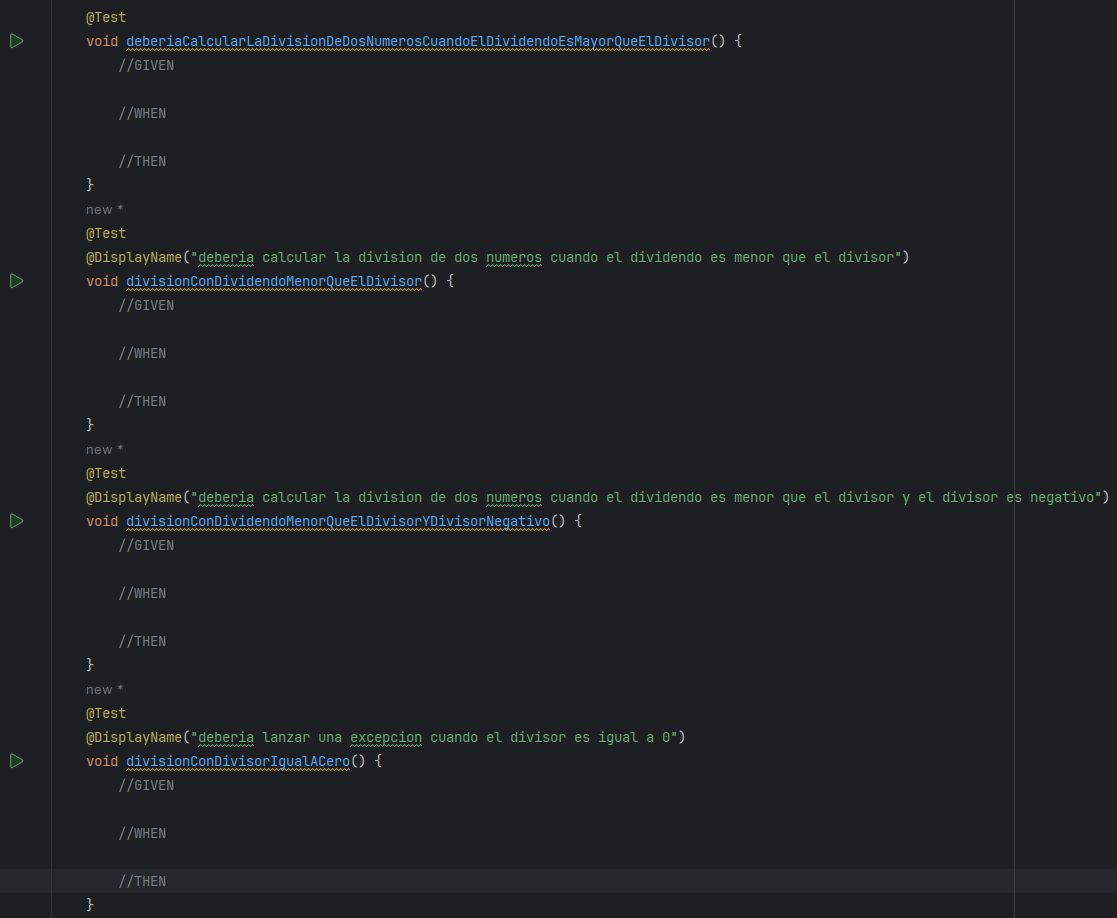 @Test
void deberiaCalcularLaDivisionDeDosNumerosCuandoElDividendoEsMayorQueElDivisor() {
//GIVEN
//WHEN
//THEN
}
new *
@Test
@DisplayName("deberia calcular la division de dos numeros cuando el dividendo es menor que el divisor")
void divisionConDividendoMenorQueElDivisor() {
//GIVEN
//WHEN
//THEN
}
new *
@Test
@DisplayName("deberia calcular la division de dos numeros cuando el dividendo es menor que el divisor y el divisor es negativo")
void divisionConDividendoMenorQueElDivisorYDivisorNegativo() {
//GIVEN
//WHEN
//THEN
}
new *
@Test
@DisplayName("deberia lanzar una excepcion cuando el divisor es igual a 0")
void divisionConDivisorIgualACero() {
//GIVEN
//WHEN
//THEN
}